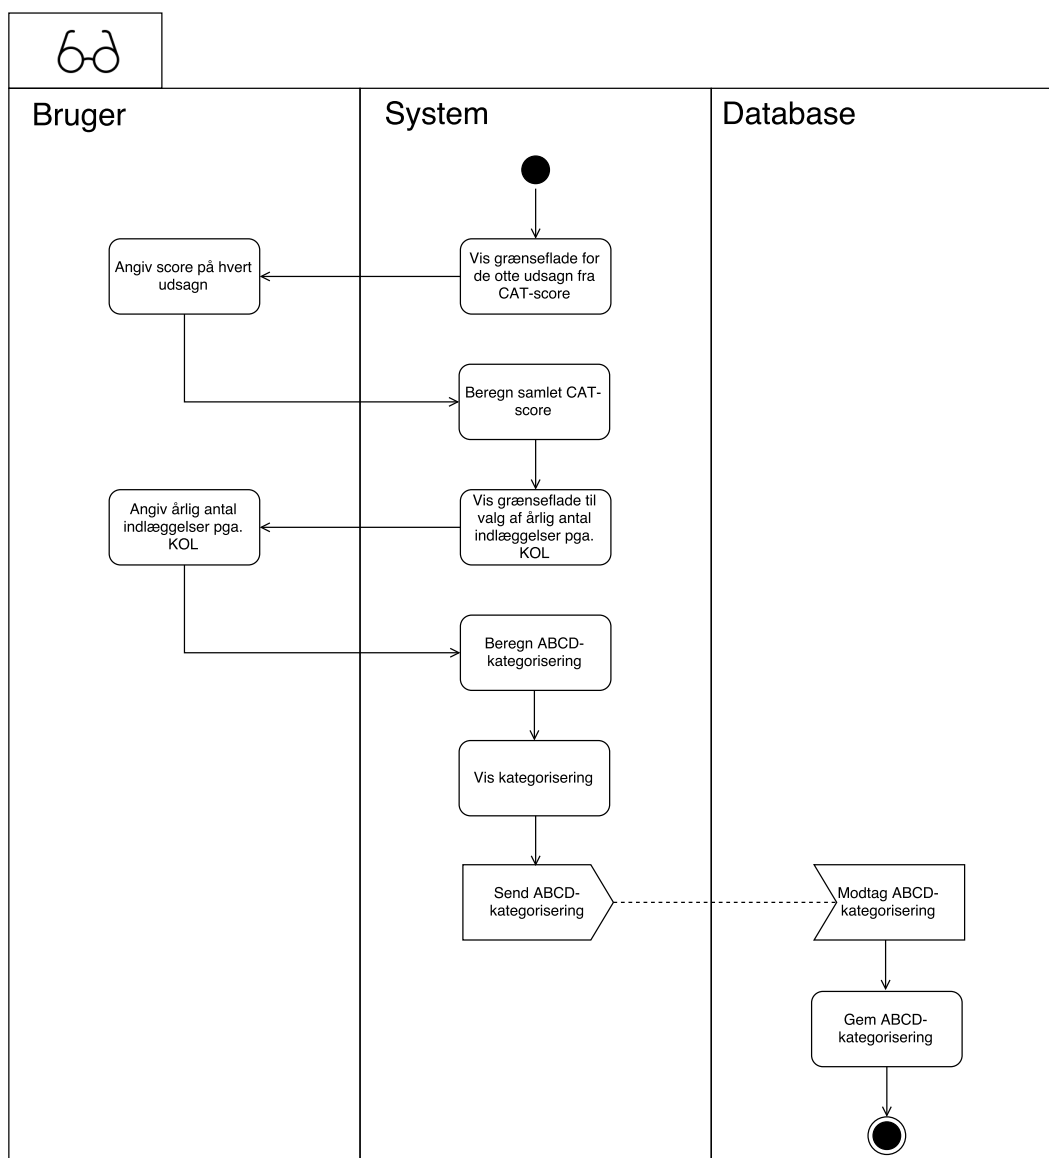 Bruger
System
Database
Vis grænseflade for
de otte udsagn fra
CAT-score
Angiv score på hvert
udsagn
Beregn samlet CAT-
score
Vis grænseflade til
valg af årlig antal
indlæggelser pga.
KOL
Angiv årlig antal
indlæggelser pga.
KOL
Beregn ABCD-
kategorisering
Vis kategorisering
Send ABCD-
kategorisering
Modtag ABCD-
kategorisering
Gem ABCD-
kategorisering